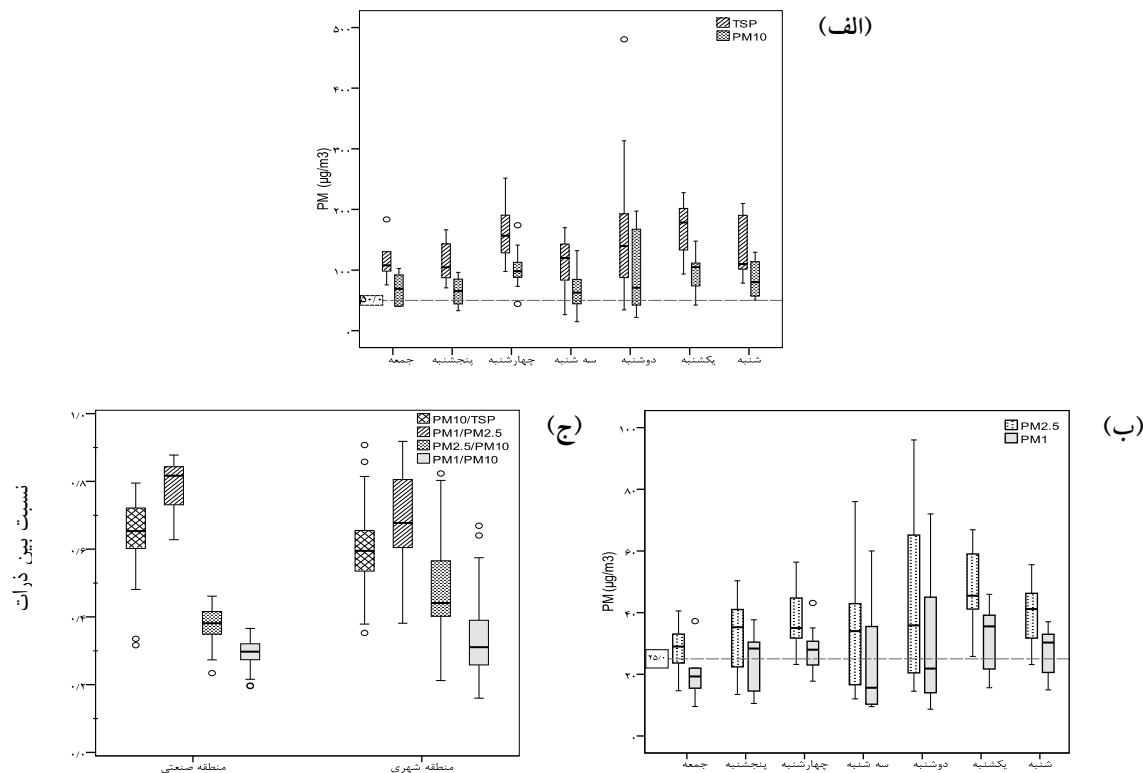 (الف)
TSP
PM10
PM (µg/m3)
۵۰۰
۴۰۰
۳۰۰
۲۰۰
۱۰۰
۰
۵۰/۰
جمعه پنجشنبه چهارشنبه سه شنبه دوشنبه یکشنبه شنبه
(ب)
PM2.5
PM1
PM (µg/m3)
۱۰۰
۸۰
۶۰
۴۰
۲۰
۰
۲۵/۰
جمعه پنجشنبه چهارشنبه سه شنبه دوشنبه یکشنبه شنبه
(ج)
PM10/TSP
PM1/PM2.5
PM2.5/PM10
PM1/PM10
نسبت بین ذرات
۱/۰
۰/۸
۰/۶
۰/۴
۰/۲
۰/۰
منطقه صنعتی منطقه شهری